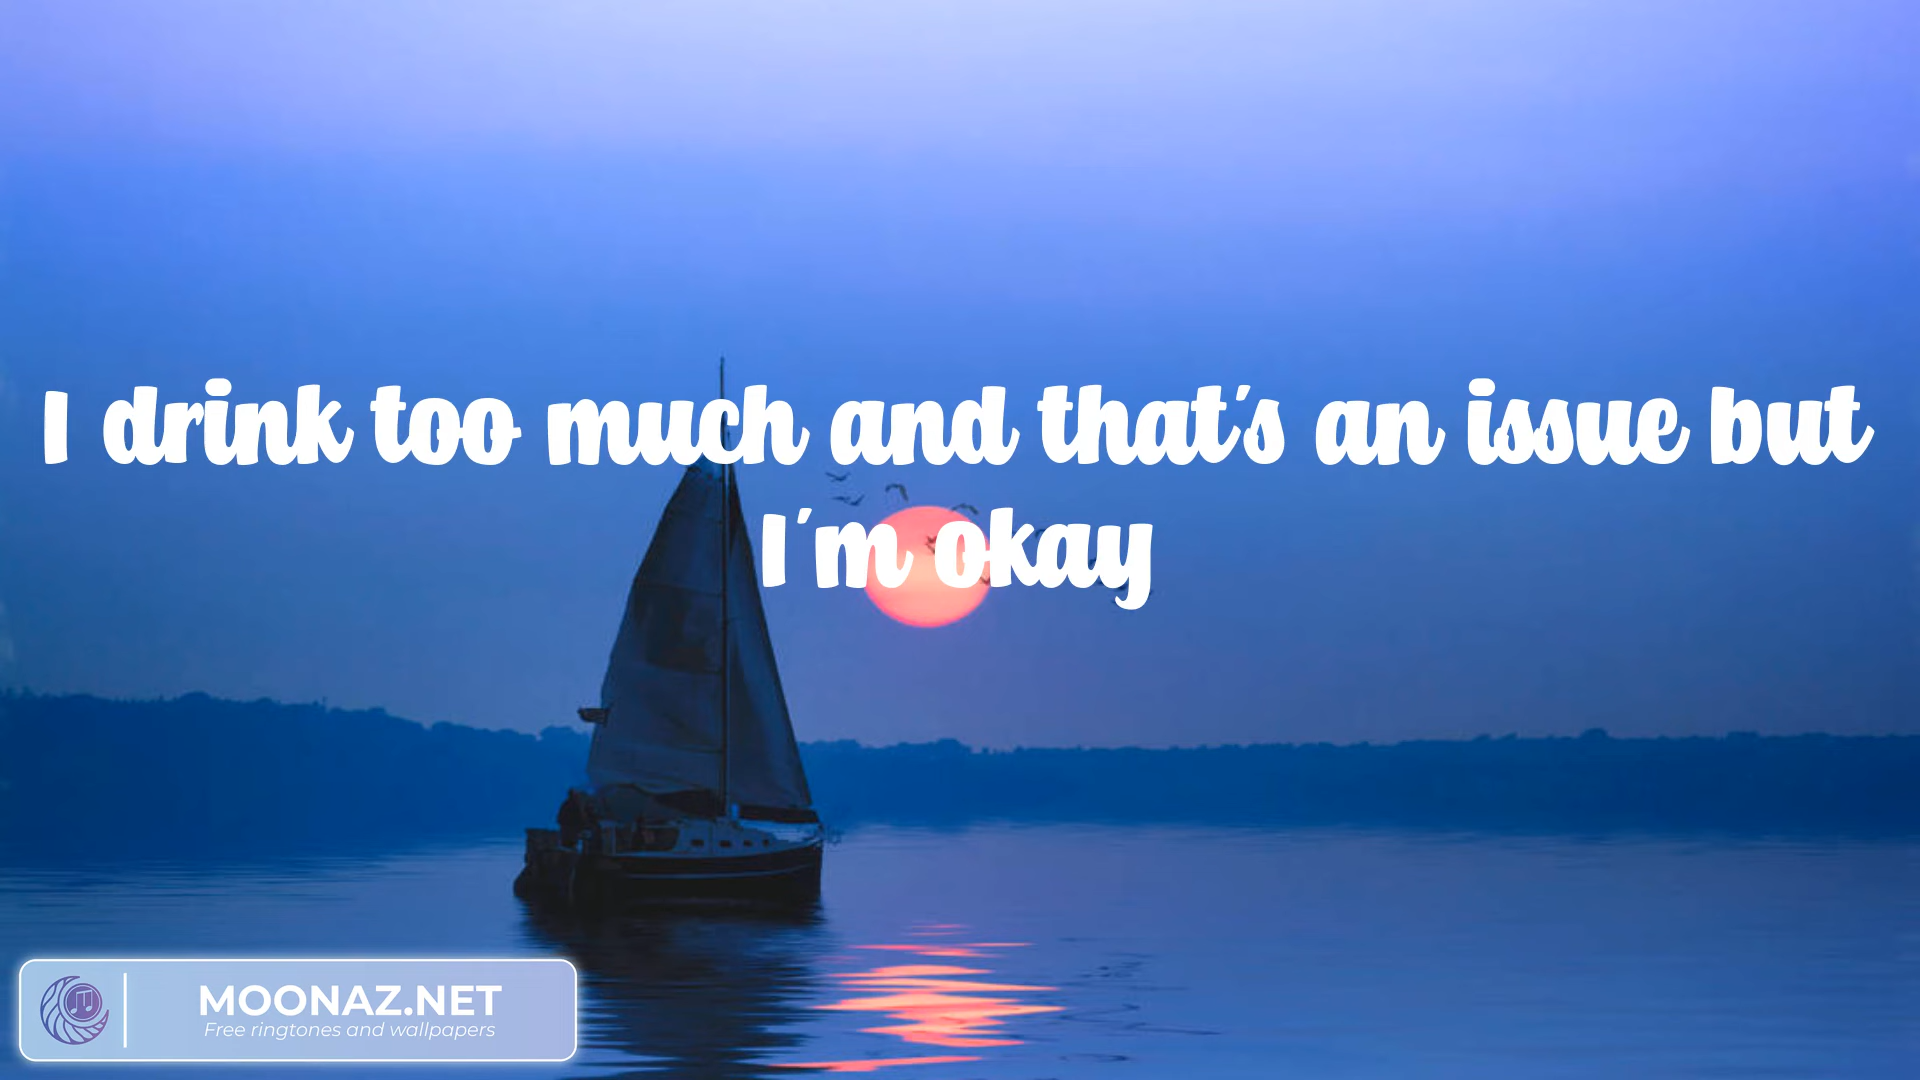 I drink too much and that's an issue but
I'm okay
MOONAZ.NET
Free ringtones and wallpapers